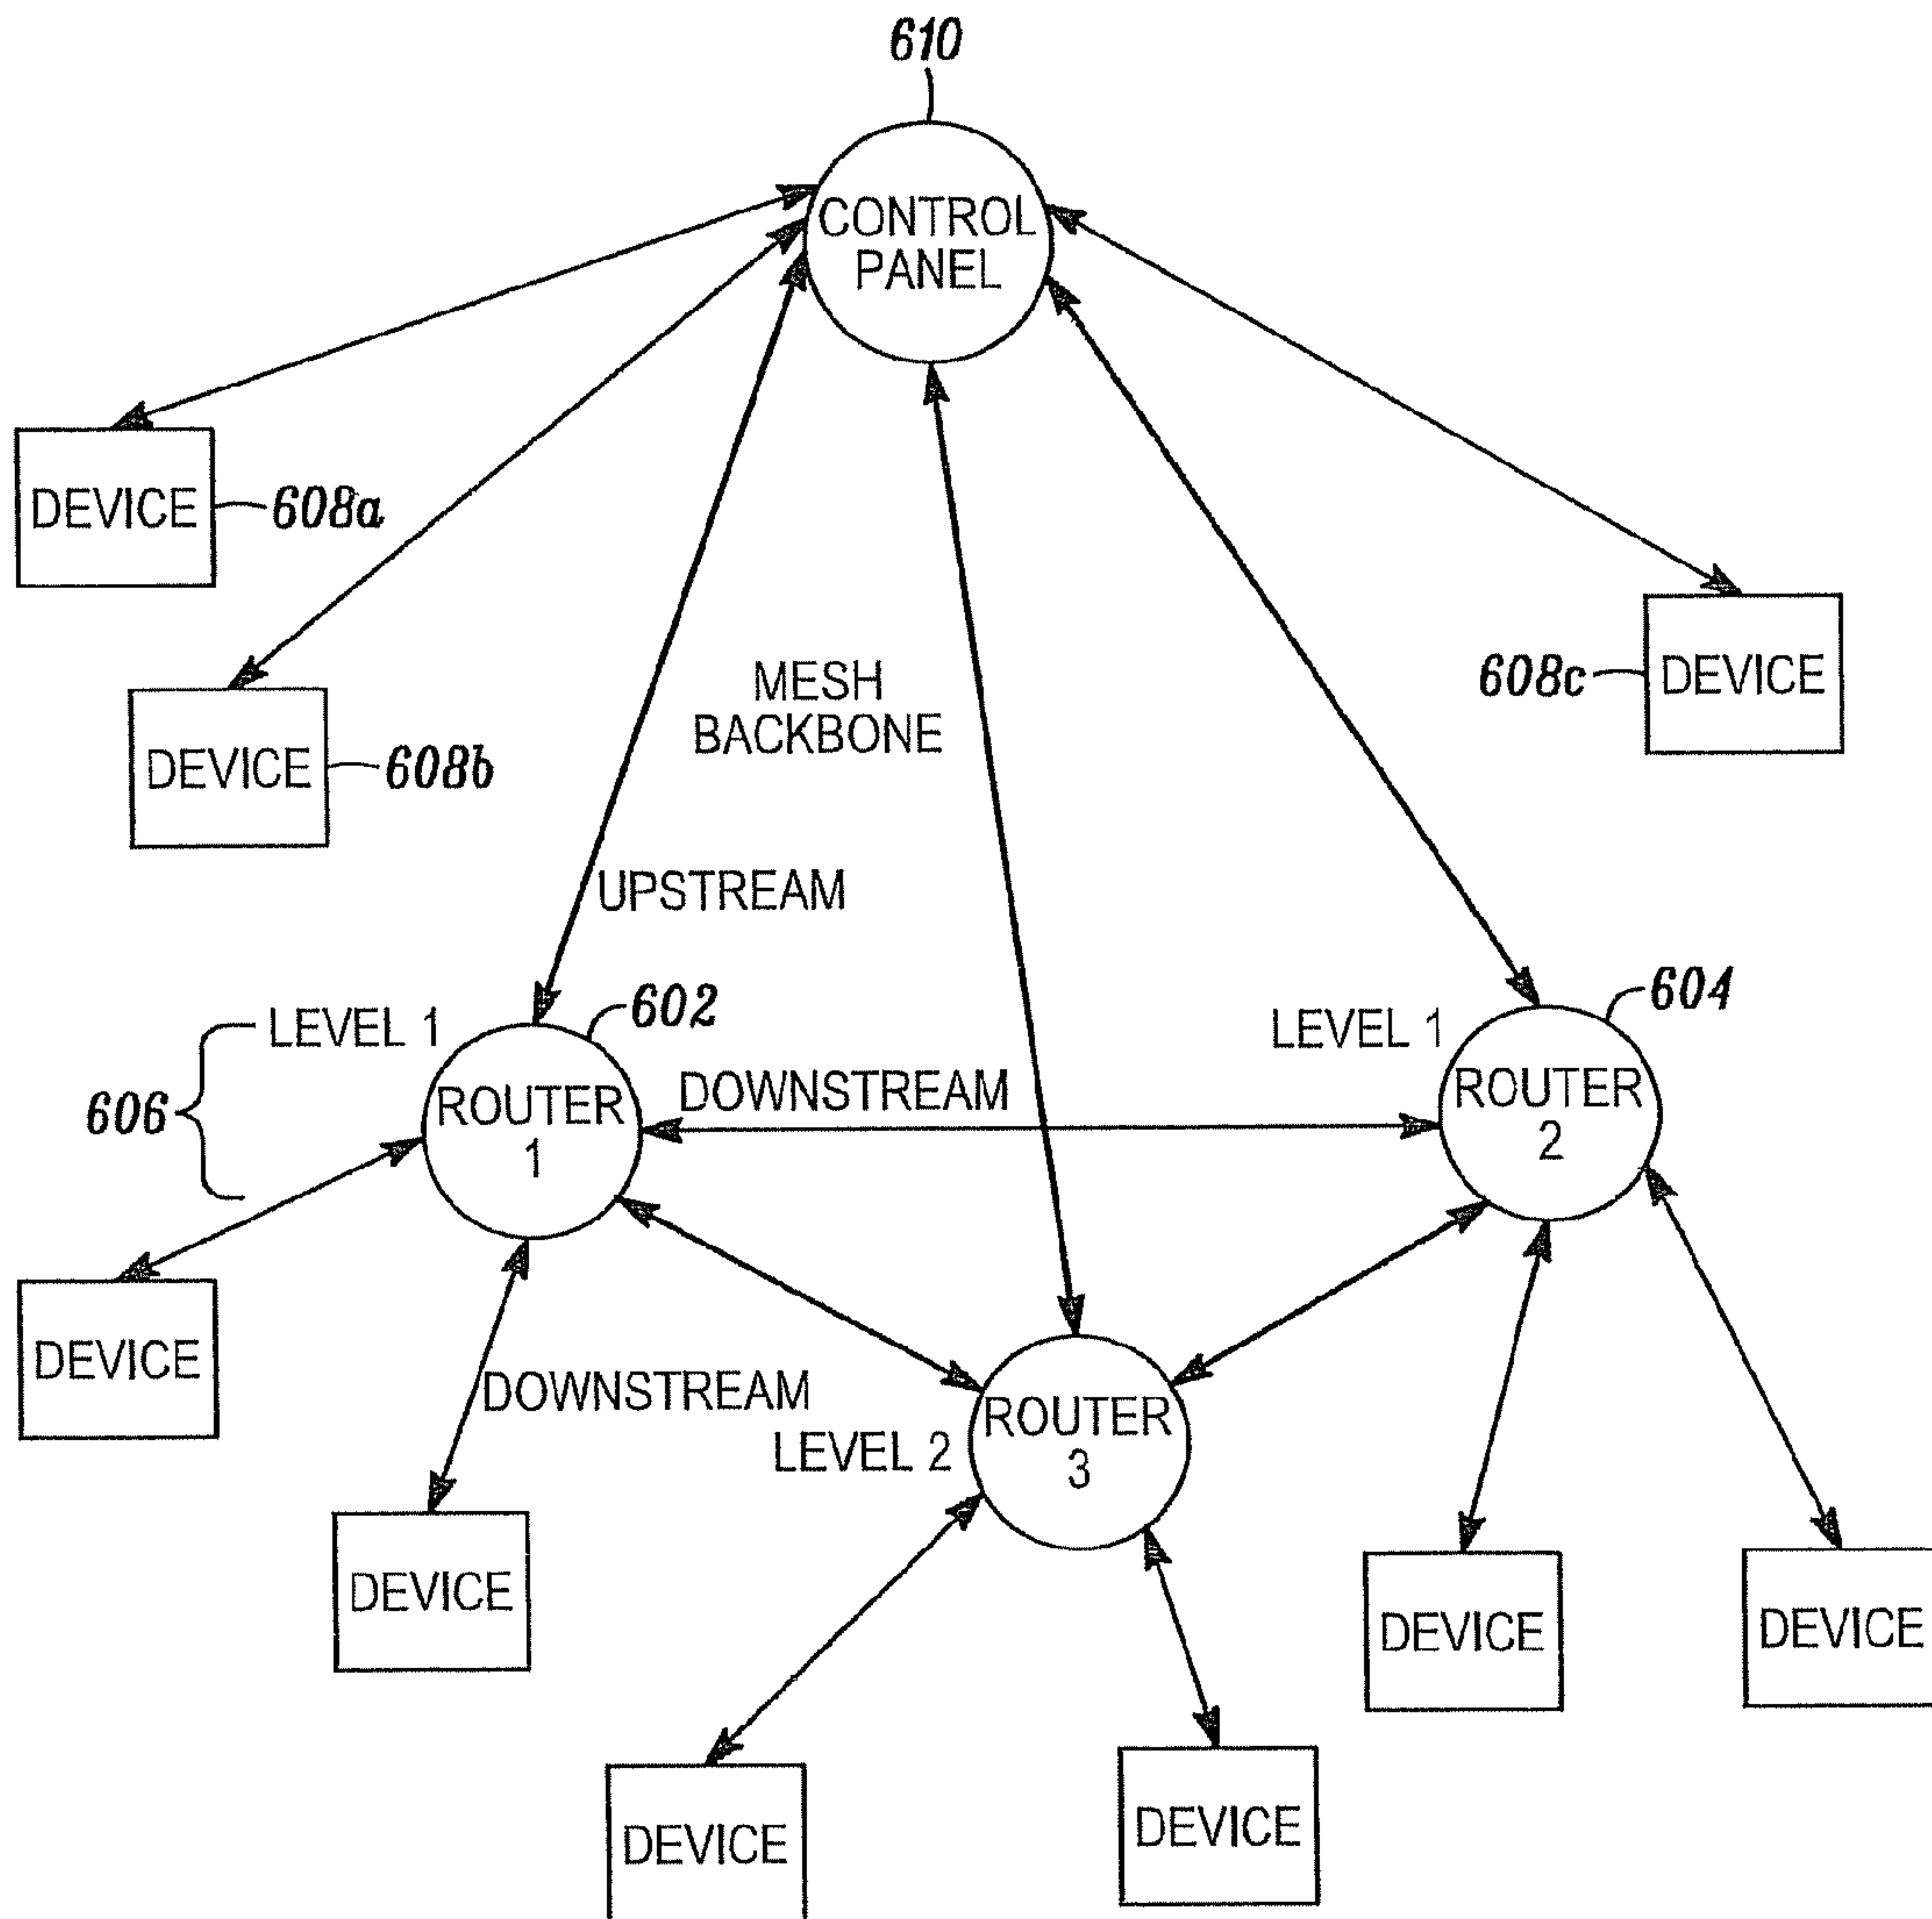 610
CONTROL
PANEL
DEVICE
608a
608c
DEVICE
DEVICE
608b
MESH
BACKBONE
UPSTREAM
LEVEL 1
602
606
ROUTER
1
DOWNSTREAM
LEVEL 1
604
ROUTER
2
DEVICE
DOWNSTREAM
LEVEL 2
ROUTER
3
DEVICE
DEVICE
DEVICE
DEVICE
DEVICE